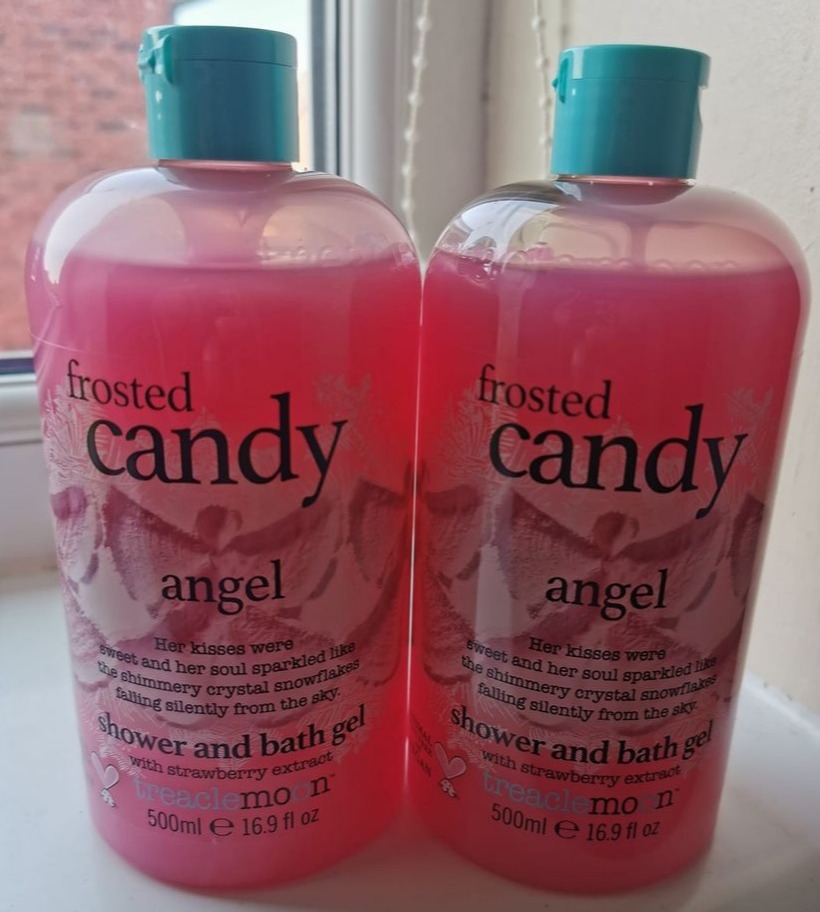 frosted
candy
angel
Her kisses were
sweet and her soul sparkled like
the shimmery crystal snowflakes
falling silently from the sky.
shower and bath gel
with strawberry extract
treaclemoon™
500ml ℮ 16.9 fl oz
frosted
candy
angel
Her kisses were
sweet and her soul sparkled like
the shimmery crystal snowflakes
falling silently from the sky.
shower and bath gel
with strawberry extract
treaclemoon™
500ml ℮ 16.9 fl oz